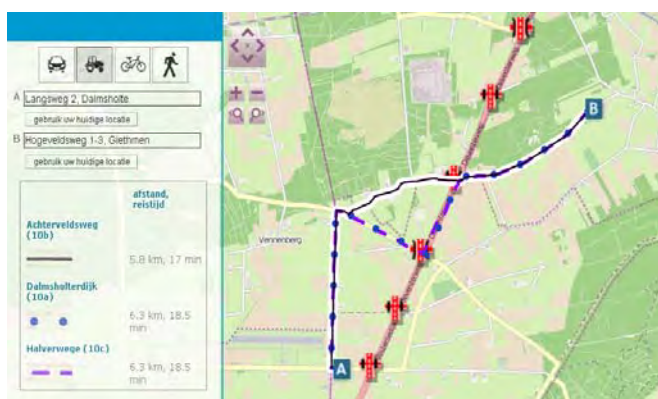 A Langsweg 2, Dalmsholte
gebruik uw huidige locatie
B Hogeveldsweg 1-3, Giethmen
gebruik uw huidige locatie
afstand,
reistijd
Achterveldsweg
(10b)
5.8 km, 17 min
Dalmsholterdijk
(10a)
6.3 km, 18.5
min
Halverwege (10c)
6.3 km, 18.5
min
Vennenberg
A
B